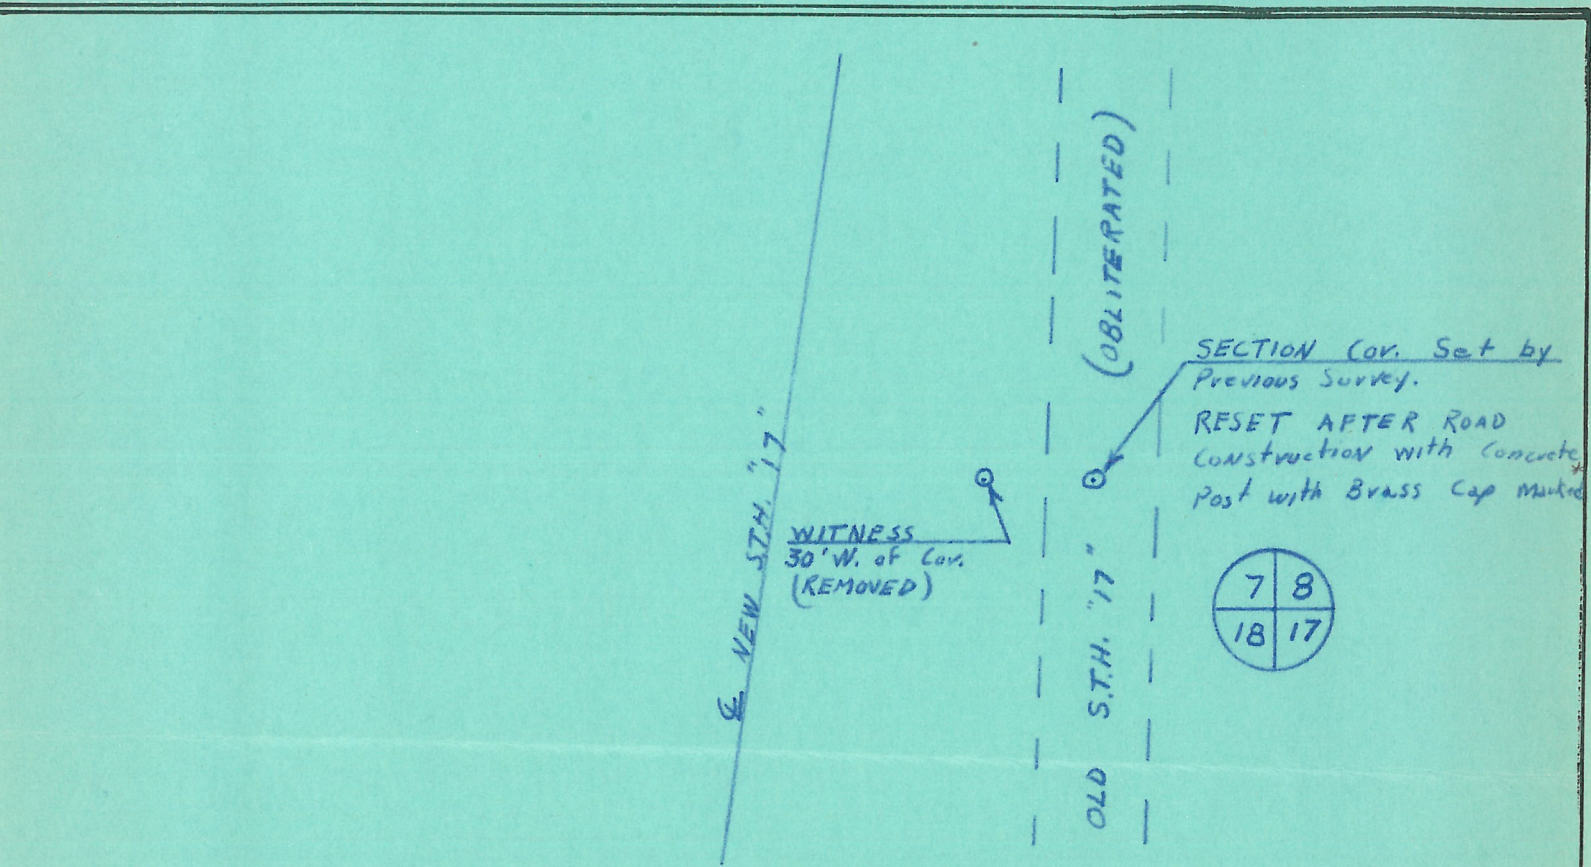 (OBLITERATED)
SECTION Cor. Set by
Previous Survey.
RESET AFTER ROAD
Construction with Concrete
Post with Brass Cap Marked*
WITNESS
30' W. of Cor.
(REMOVED)
℄ NEW S.T.H. "17"
OLD S.T.H. "17"
7 8
18 17